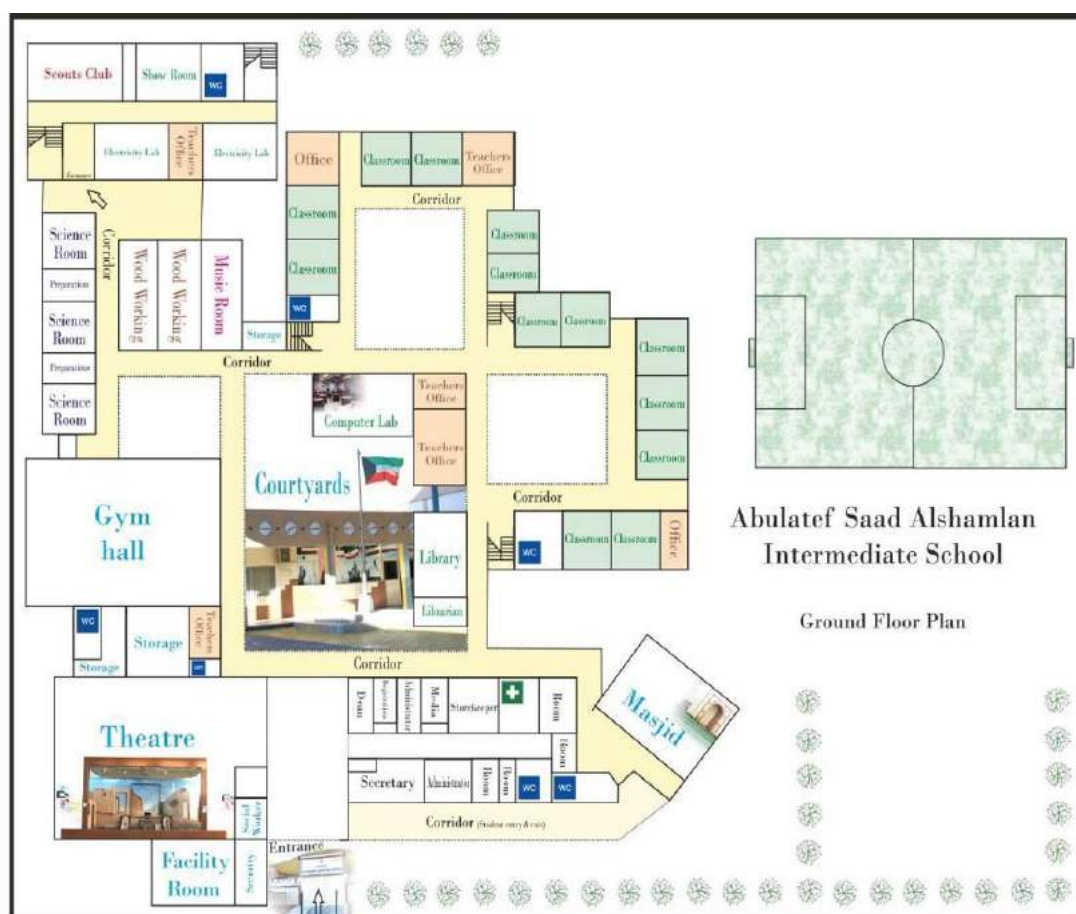 Scouts Club
Show Room
WC
Electricity Lab
Teachers
Office
Electricity Lab
Office
Classroom
Classroom
Teachers
Office
Corridor
Classroom
Classroom
WC
Science
Room
Preparation
Science
Room
Preparation
Science
Room
Corridor
Wood Working
Wood Working
Music Room
Storage
Corridor
Classroom
Classroom
Classroom
Classroom
Classroom
Classroom
Classroom
Computer Lab
Teachers
Office
Teachers
Office
Courtyards
Library
Librarian
Corridor
WC
Classroom
Classroom
Office
Gym
hall
WC
Storage
Storage
Teachers
Office
Corridor
Abulatef Saad Alshamlan
Intermediate School
Ground Floor Plan
Theatre
Dean
Administrator
Media
Storekeeper
Room
Room
Masjid
Secretary
Administrator
Room
Room
WC
WC
Social
Worker
Corridor (Student entry & exit)
Facility
Room
Security
Entrance